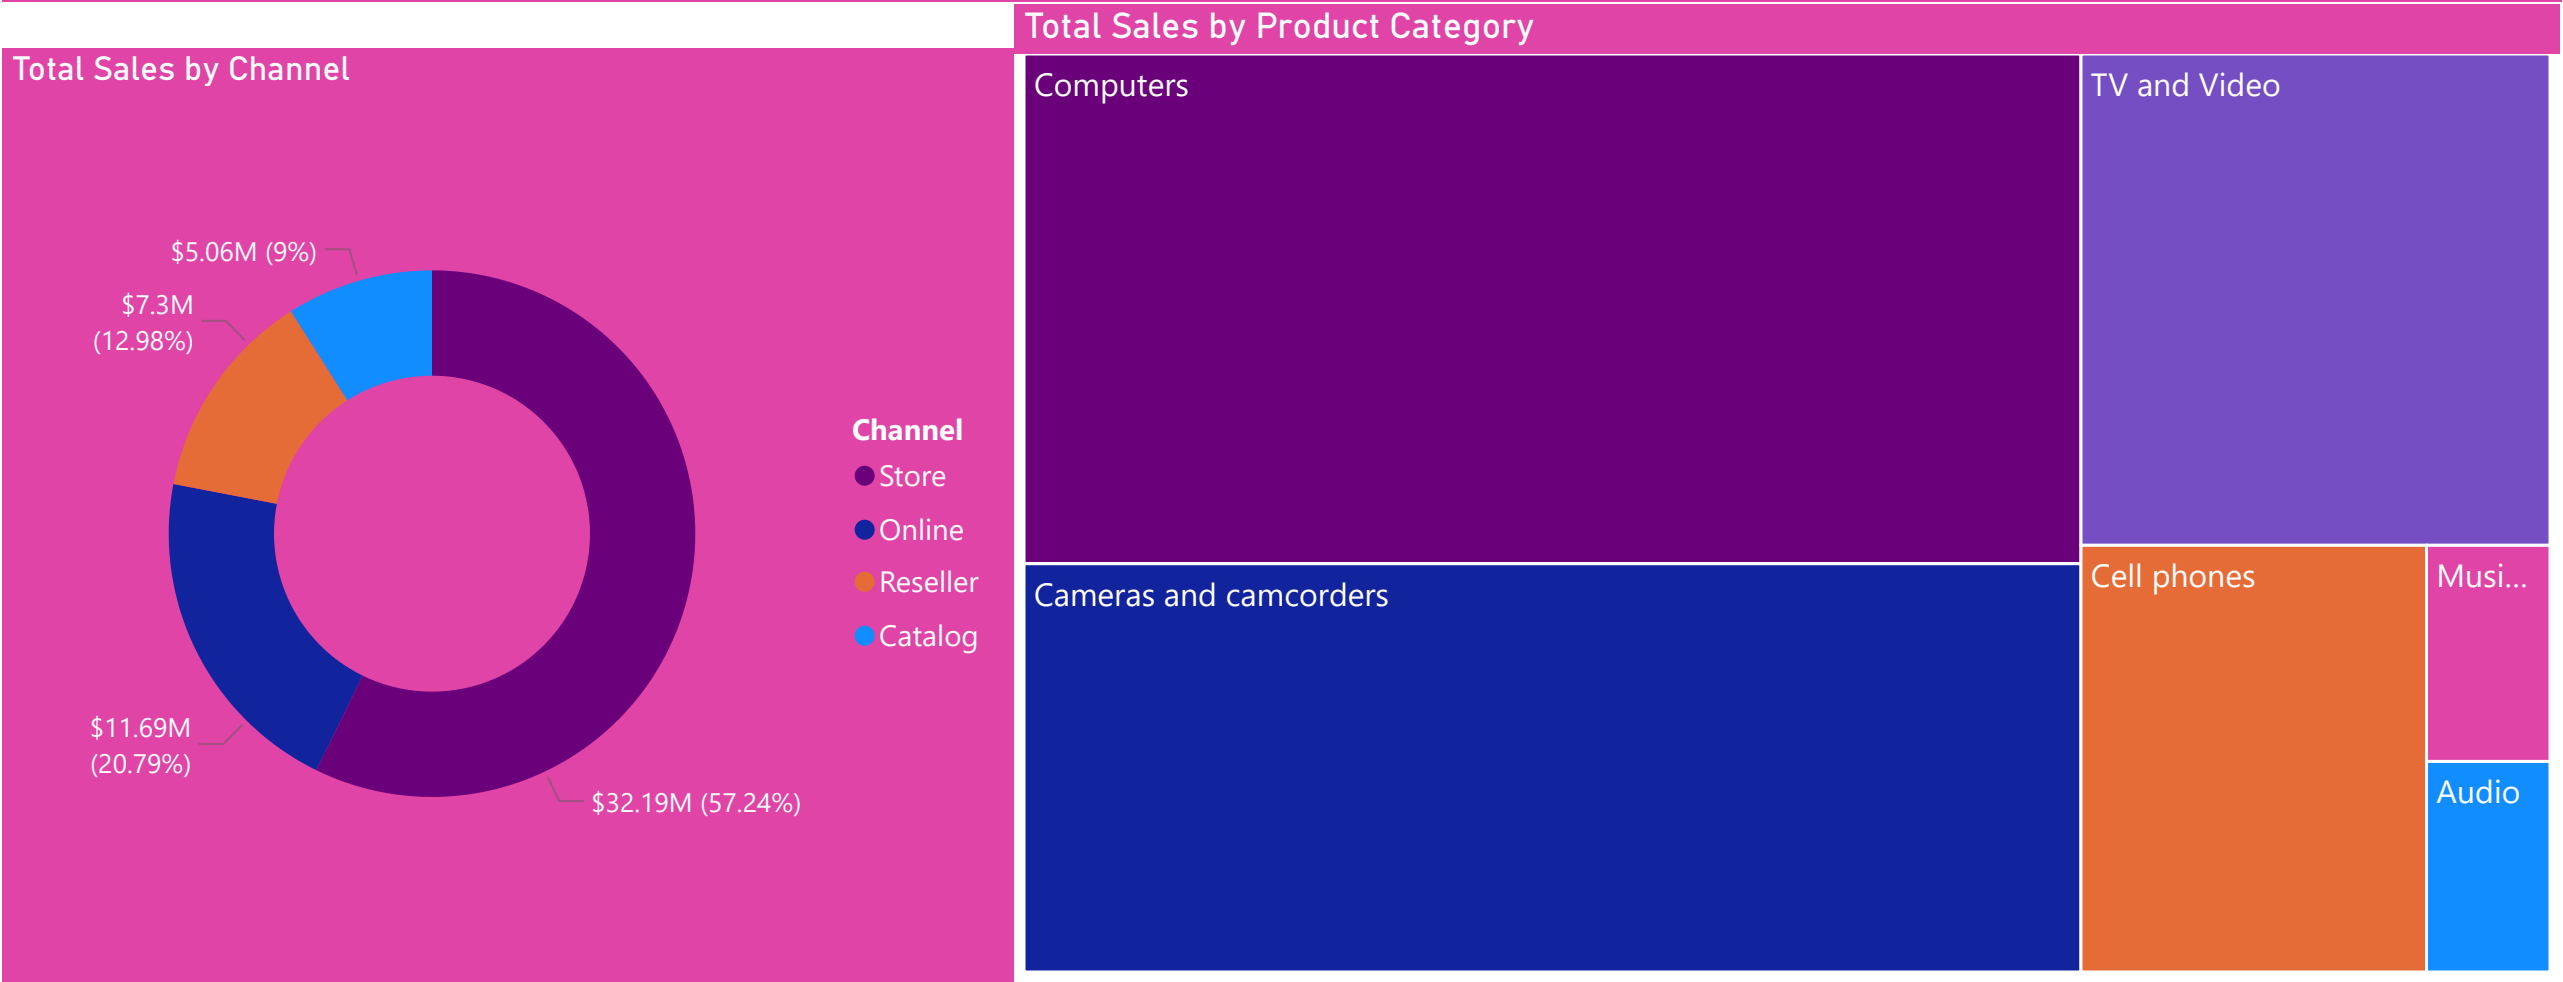 Total Sales by Channel
$5.06M (9%)
$7.3M
(12.98%)
$11.69M
(20.79%)
$32.19M (57.24%)
Channel
Store
Online
Reseller
Catalog
Total Sales by Product Category
Computers
TV and Video
Cameras and camcorders
Cell phones
Musi...
Audio